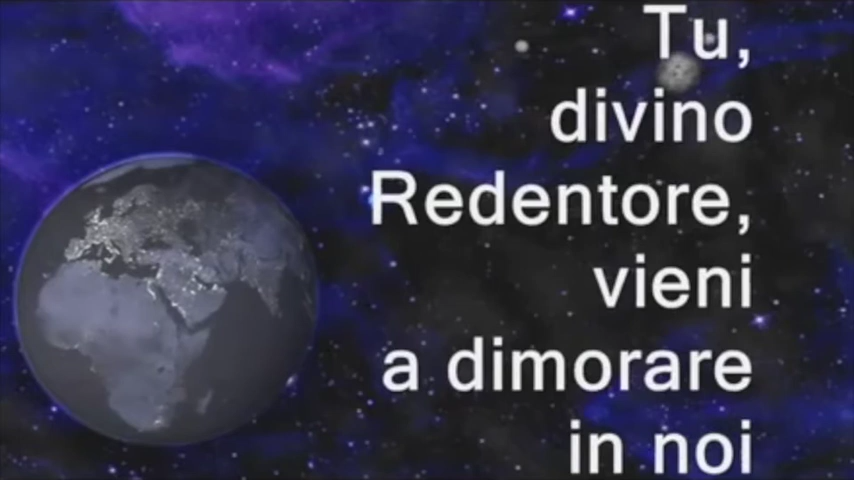 Tu,
divino
Redentore,
vieni
a dimorare
in noi